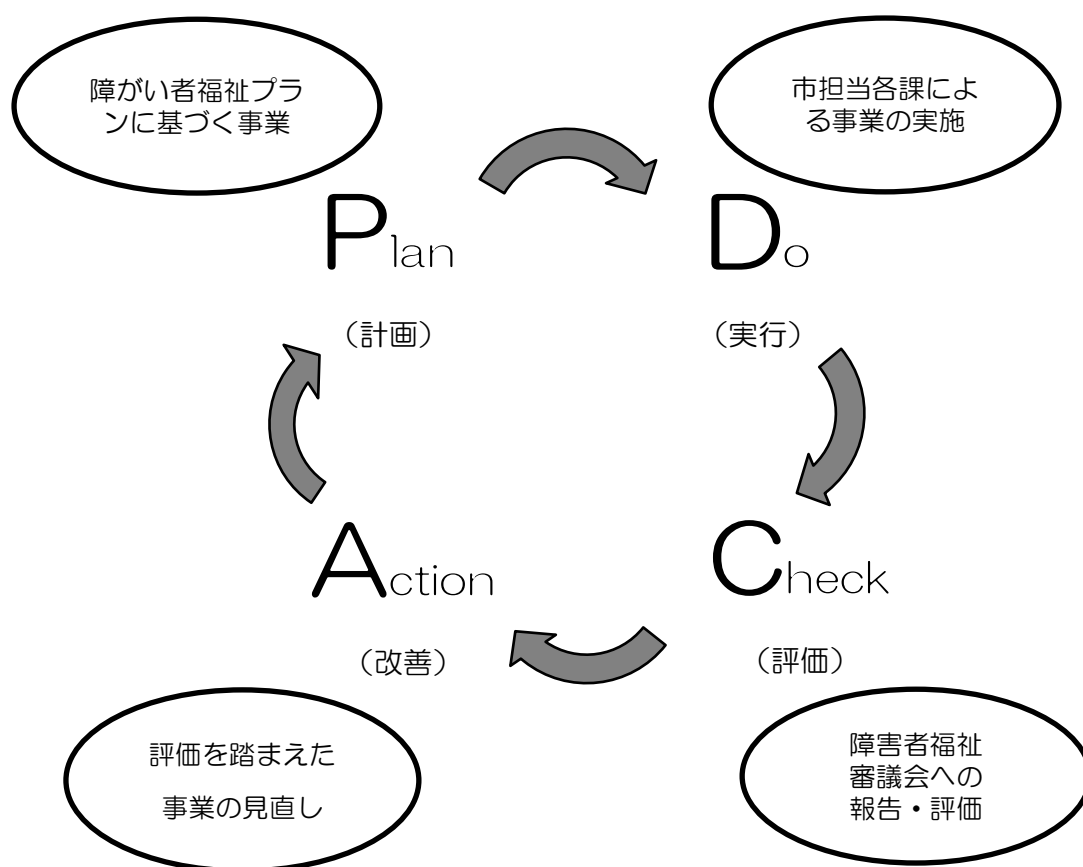 障がい者福祉プラ
ンに基づく事業
市担当各課によ
る事業の実施
Plan
Do
（計画）
（実行）
Action
Check
（改善）
（評価）
評価を踏まえた
事業の見直し
障害者福祉
審議会への
報告・評価